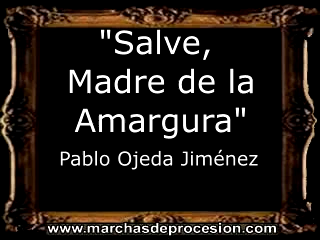 "Salve,
Madre de la
Amargura"
Pablo Ojeda Jiménez
www.marchasdeprocesion.com